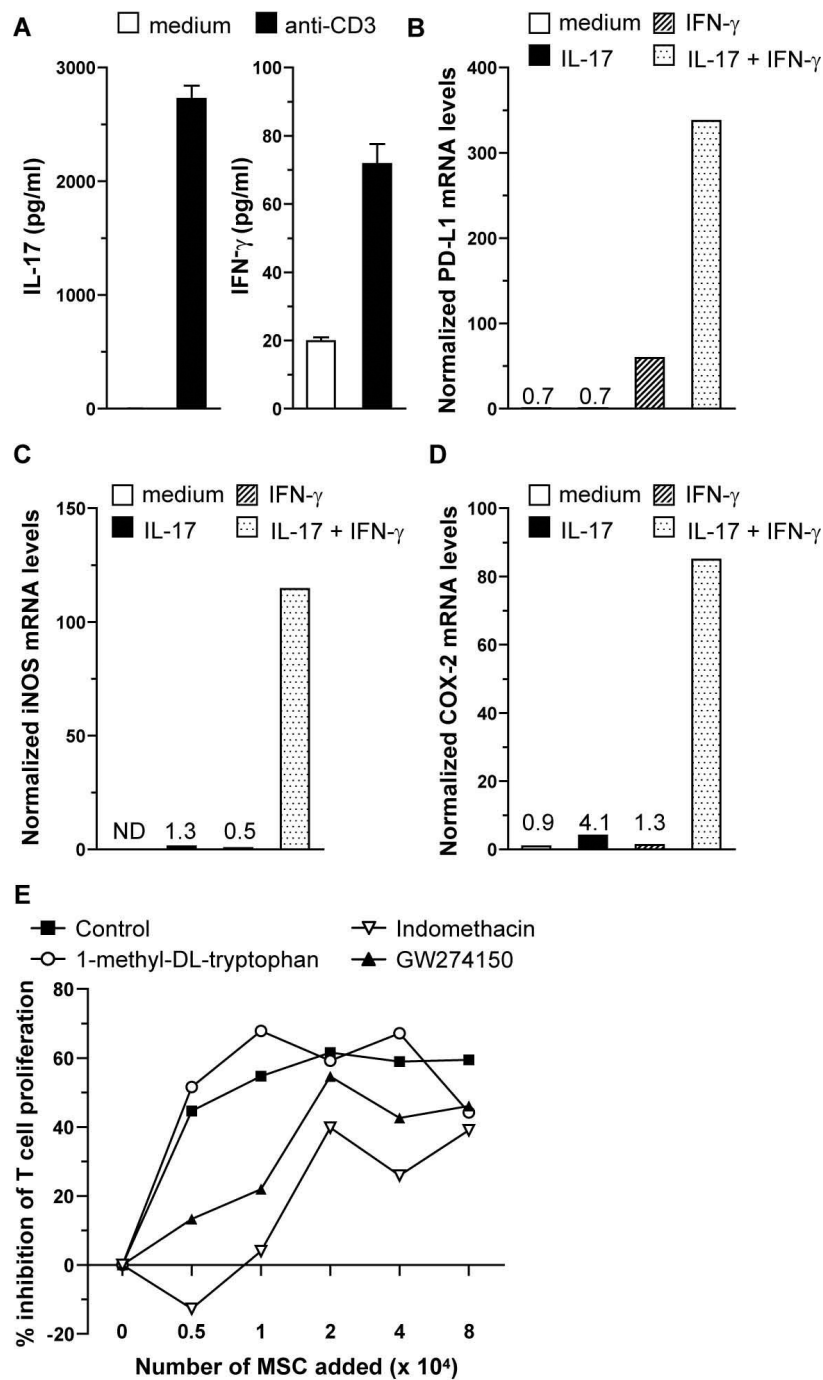 A
medium anti-CD3
3000
2000
1000
0
IL-17 (pg/ml)
100
80
60
40
20
0
IFN-γ (pg/ml)
B
medium IFN-γ
IL-17 IL-17 + IFN-γ
400
300
200
100
0
Normalized PD-L1 mRNA levels
0.7 0.7
C
medium IFN-γ
IL-17 IL-17 + IFN-γ
150
100
50
0
Normalized iNOS mRNA levels
ND 1.3 0.5
D
medium IFN-γ
IL-17 IL-17 + IFN-γ
100
80
60
40
20
0
Normalized COX-2 mRNA levels
0.9 4.1 1.3
E
Control Indomethacin
1-methyl-DL-tryptophan GW274150
80
60
40
20
0
-20
% inhibition of T cell proliferation
0 0.5 1 2 4 8
Number of MSC added (x 10⁴)